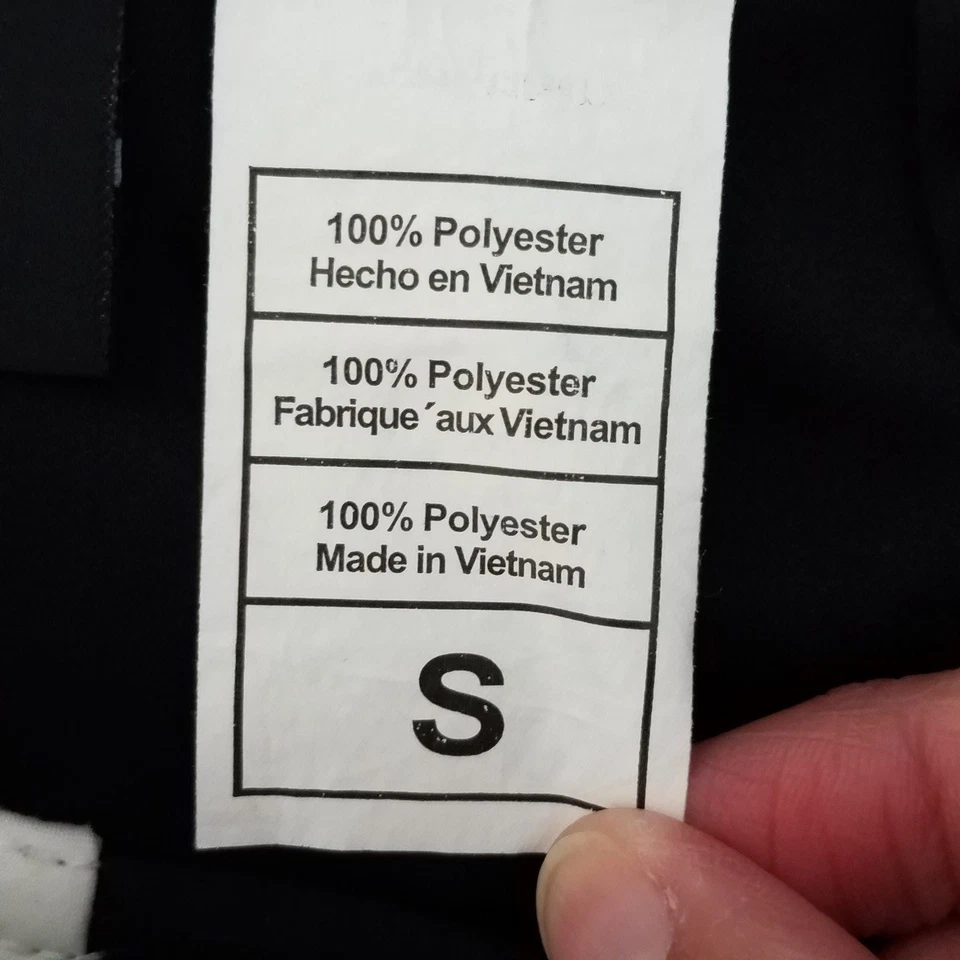 100% Polyester
Hecho en Vietnam
100% Polyester
Fabrique ´aux Vietnam
100% Polyester
Made in Vietnam
S